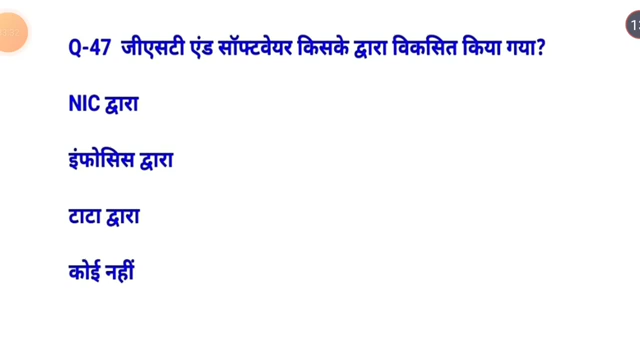 Q-47 जीएसटी एंड सॉफ्टवेयर किसके द्वारा विकसित किया गया?
NIC द्वारा
इंफोसिस द्वारा
टाटा द्वारा
कोई नहीं